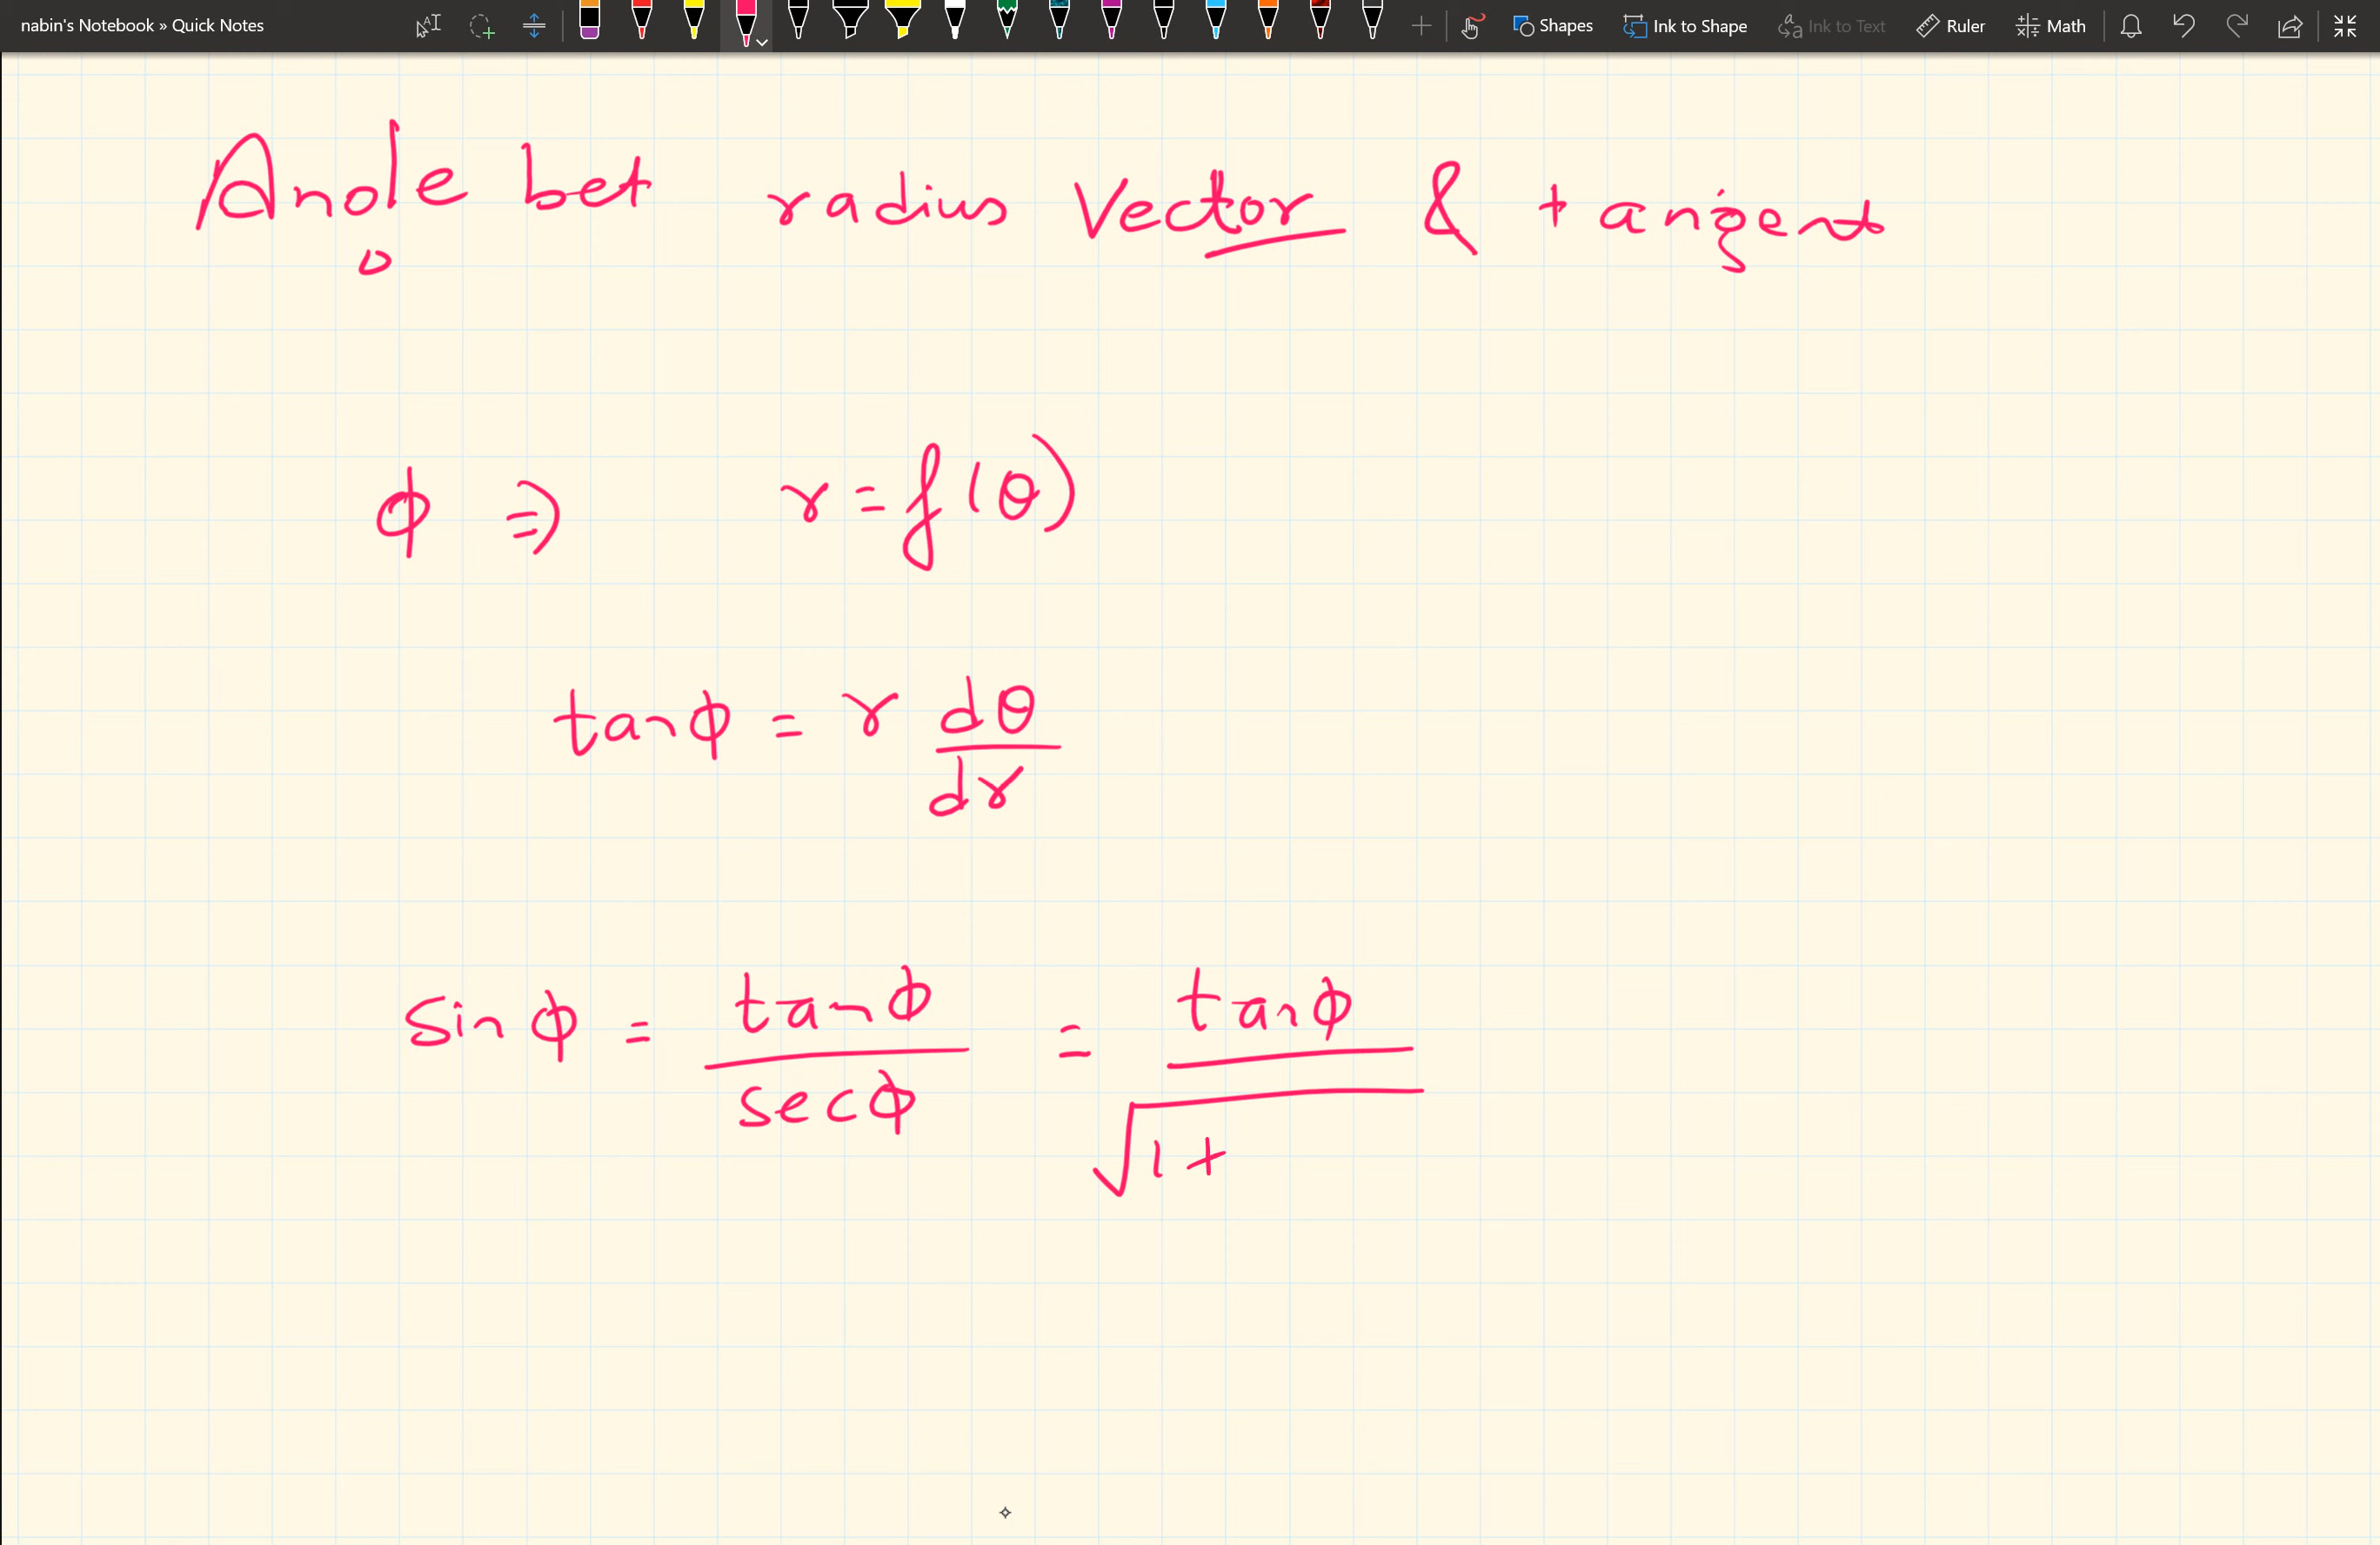 nabin's Notebook » Quick Notes Shapes Ink to Shape Ink to Text Ruler Math
Angle bet radius vector & tangent
φ ⇒ r = f(θ)
tanφ = r dθ/dr
sin φ = tanφ/secφ = tanφ/√1+